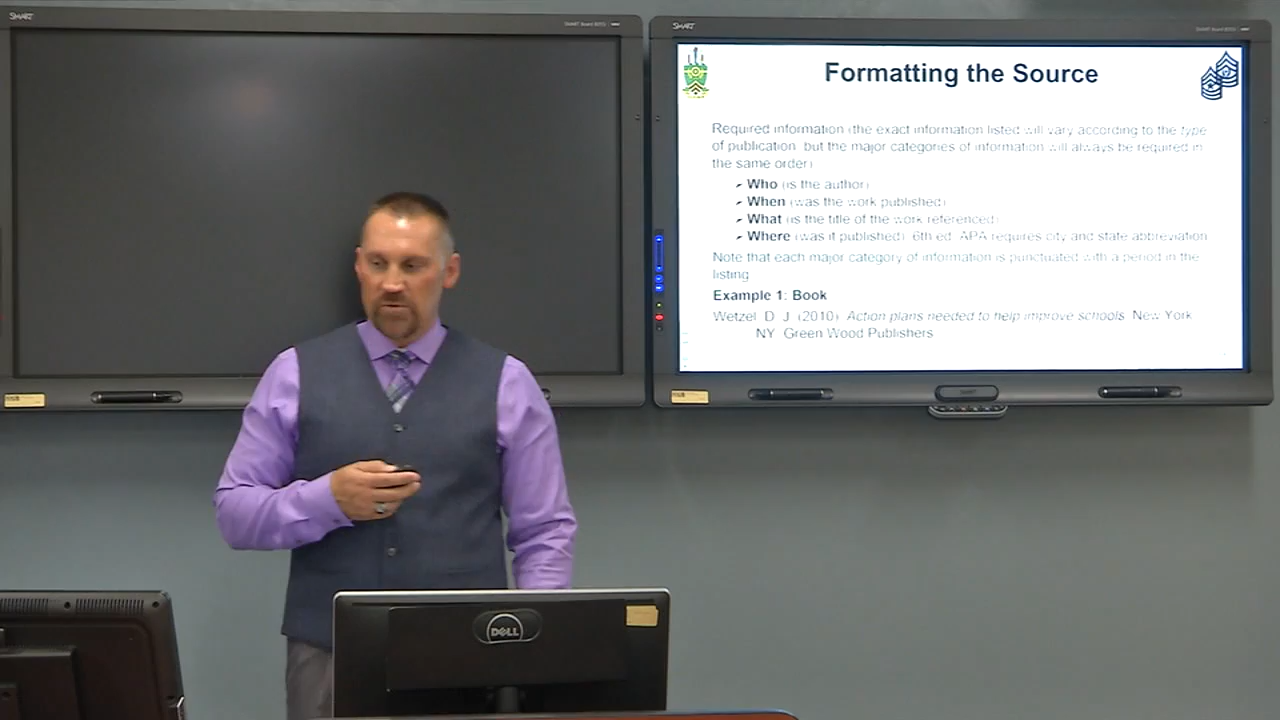 SMART
SMART
Formatting the Source
Required information (the exact information listed will vary according to the type
of publication but the major categories of information will always be required in
the same order)
Who (is the author)
When (was the work published)
What (is the title of the work referenced)
Where (was it published) 6th ed. APA requires city and state abbreviation
Note that each major category of information is punctuated with a period in the
listing
Example 1: Book
Wetzel D J (2010) Action plans needed to help improve schools New York
NY Green Wood Publishers
DELL